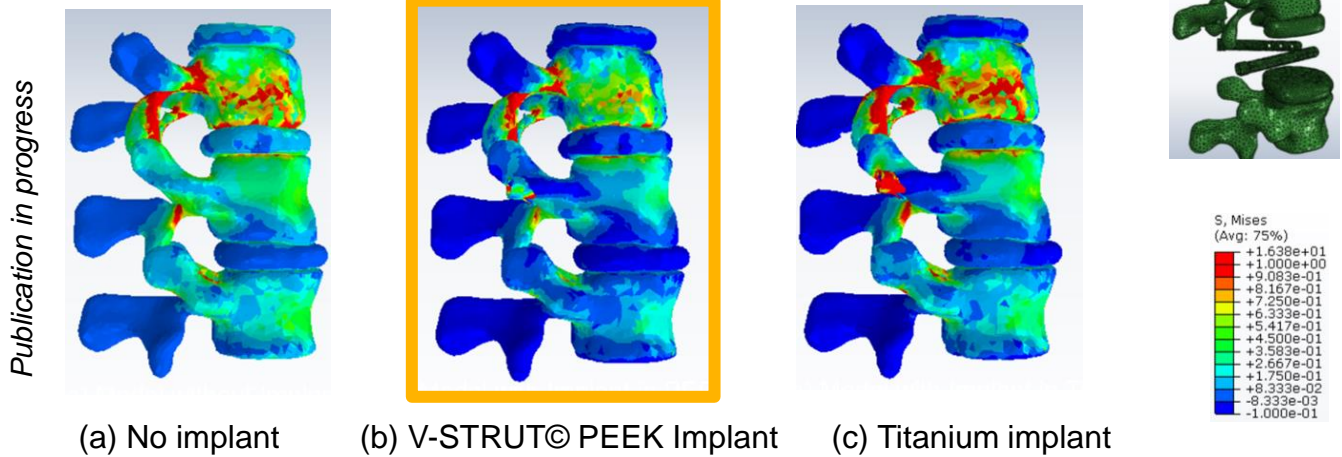 Publication in progress
S, Mises
(Avg: 75%)
+1.638e+01
+1.000e+00
+9.083e-01
+8.167e-01
+7.250e-01
+6.333e-01
+5.417e-01
+4.500e-01
+3.583e-01
+2.667e-01
+1.750e-01
+8.333e-02
-8.333e-03
-1.000e-01
(a) No implant
(b) V-STRUT© PEEK Implant
(c) Titanium implant